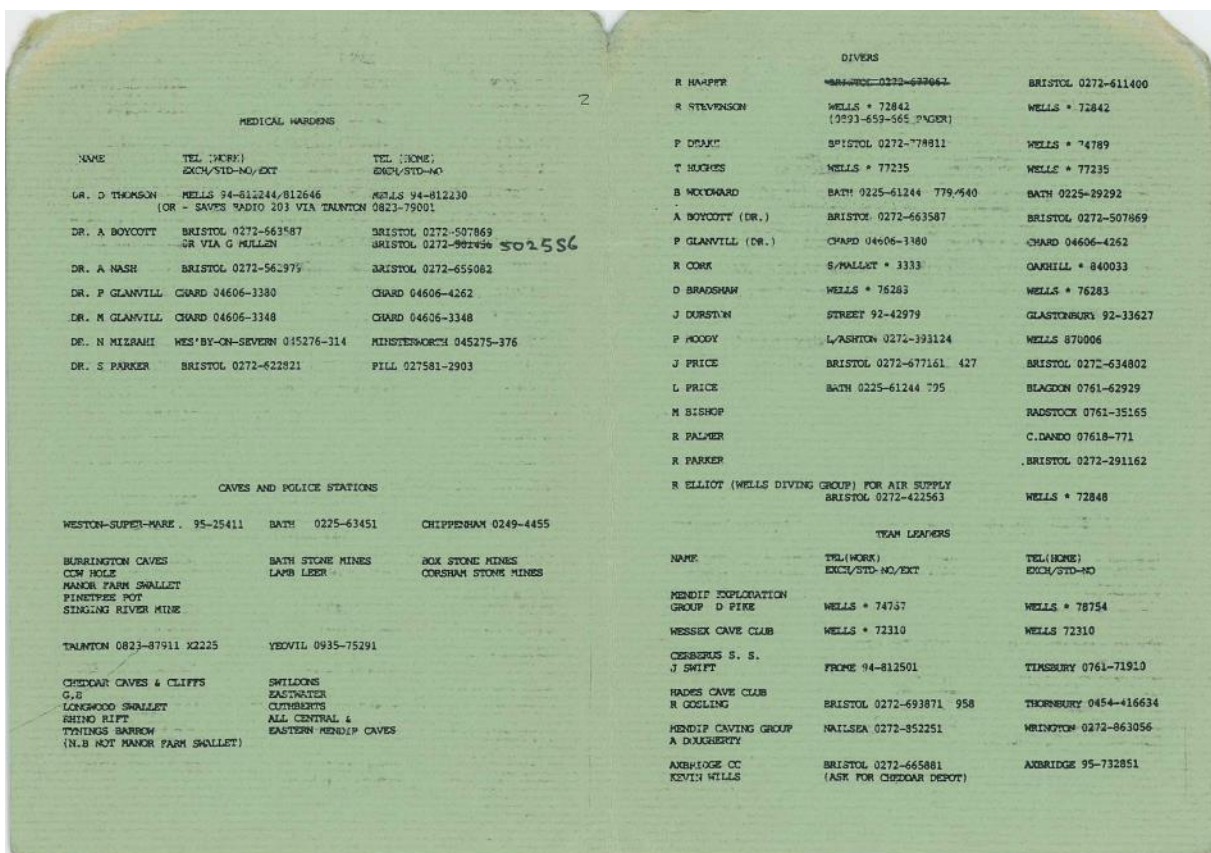 2
MEDICAL WARDENS
NAME TEL (WORK) TEL (HOME)
EXCH/STD-NO/EXT EXCH/STD-NO
DR. D THOMSON MELLS 94-812244/812646 MELLS 94-812230
(OR - SAVES RADIO 203 VIA TAUNTON 0823-79001
DR. A BOYCOTT BRISTOL 0272-663587 BRISTOL 0272-507869
OR VIA G MULLEN BRISTOL 0272- 502556
DR. A NASH BRISTOL 0272-562979 BRISTOL 0272-655082
DR. P GLANVILL CHARD 04606-3380 CHARD 04606-4262
DR. M GLANVILL CHARD 04606-3348 CHARD 04606-3348
DR. N MIZRAHI WES'BY-ON-SEVERN 045276-314 MINSTERWORTH 045275-376
DR. S PARKER BRISTOL 0272-622821 PILL 027581-2903
CAVES AND POLICE STATIONS
WESTON-SUPER-MARE. 95-25411 BATH 0225-63451 CHIPPENHAM 0249-4455
BURRINGTON CAVES BATH STONE MINES BOX STONE MINES
COW HOLE LAMB LEER CORSHAM STONE MINES
MANOR FARM SWALLET
PINETREE POT
SINGING RIVER MINE
TAUNTON 0823-87911 X2225 YEOVIL 0935-75291
CHEDDAR CAVES & CLIFFS SWILDONS
G.B EASTWATER
LONGWOOD SWALLET CUTHBERTS
RHINO RIFT ALL CENTRAL &
TYNINGS BARROW EASTERN MENDIP CAVES
(N.B NOT MANOR FARM SWALLET)
DIVERS
R HARPER BRISTOL 0272-677067 BRISTOL 0272-611400
R STEVENSON WELLS * 72842 WELLS * 72842
(0893-659-565 PAGER)
P DRAKE BRISTOL 0272-778811 WELLS * 74789
T HUGHES WELLS * 77235 WELLS * 77235
B WOODWARD BATH 0225-61244 779/540 BATH 0225-29292
A BOYCOTT (DR.) BRISTOL 0272-663587 BRISTOL 0272-507869
P GLANVILL (DR.) CHARD 04606-3380 CHARD 04606-4262
R CORK S/MALLET * 3333 OAKHILL * 840033
D BRADSHAW WELLS * 76283 WELLS * 76283
J DURSTON STREET 92-42979 GLASTONBURY 92-33627
P MOODY L/ASHTON 0272-393124 WELLS 870006
J PRICE BRISTOL 0272-677161 427 BRISTOL 0272-634802
L PRICE BATH 0225-61244 795 BLAGDON 0761-62929
M BISHOP RADSTOCK 0761-35165
R PALMER C.DANDO 07618-771
R PARKER BRISTOL 0272-291162
R ELLIOT (WELLS DIVING GROUP) FOR AIR SUPPLY
BRISTOL 0272-422563 WELLS * 72848
TEAM LEADERS
NAME TEL(WORK) TEL(HOME)
EXCH/STD-NO/EXT EXCH/STD-NO
MENDIP EXPLORATION
GROUP D PIKE WELLS * 74737 WELLS * 78754
WESSEX CAVE CLUB WELLS * 72310 WELLS 72310
CERBERUS S. S.
J SWIFT FROME 94-812501 TIMSBURY 0761-71910
HADES CAVE CLUB
R GOSLING BRISTOL 0272-693871 958 THORNBURY 0454-416634
MENDIP CAVING GROUP NAILSEA 0272-852251 WRINGTON 0272-863056
A DOUGHERTY
AXBRIDGE CC BRISTOL 0272-665881 AXBRIDGE 95-732851
KEVIN WILLS (ASK FOR CHEDDAR DEPOT)